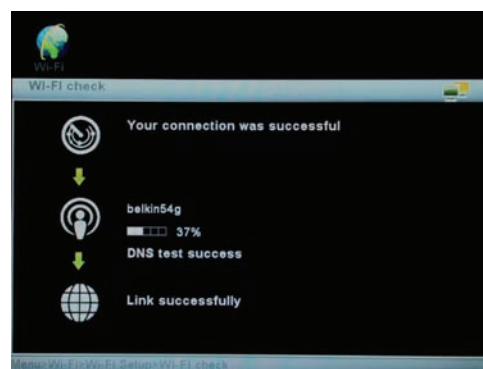 Wi-Fi
Wi-Fi check
Your connection was successful
belkin54g
37%
DNS test success
Link successfully
Menu>Wi-Fi>Wi-Fi Setup>Wi-Fi check